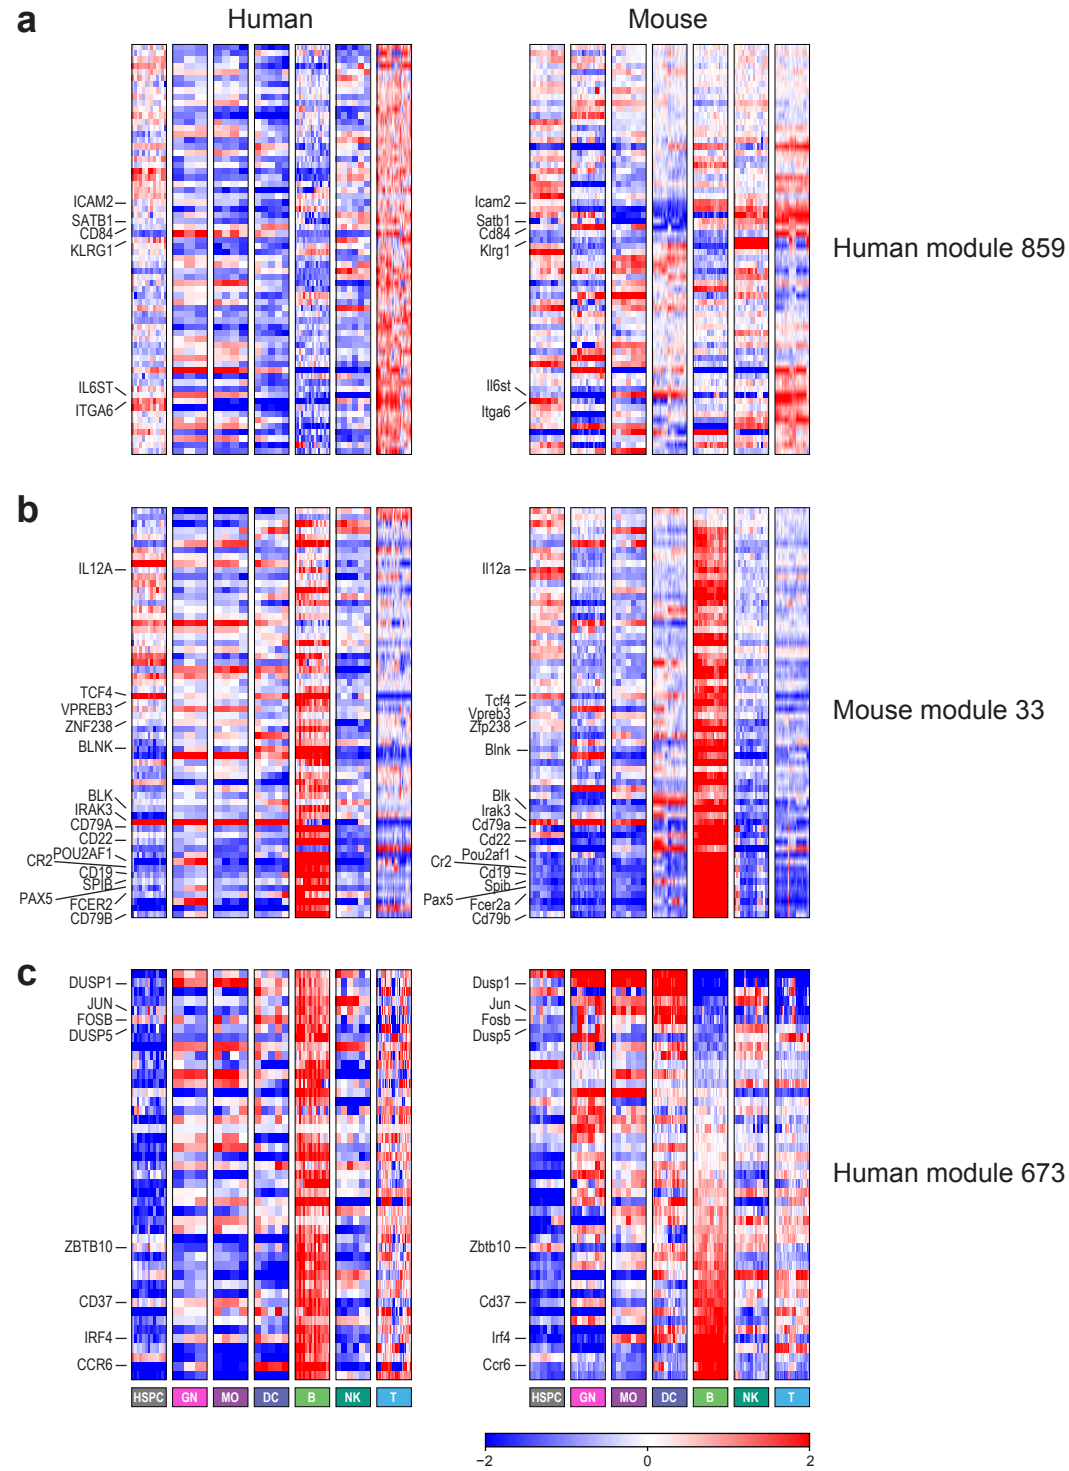 a
Human
Mouse
ICAM2
SATB1
CD84
KLRG1
IL6ST
ITGA6
Icam2
Satb1
Cd84
Klrg1
Il6st
Itga6
Human module 859
b
IL12A
TCF4
VPREB3
ZNF238
BLNK
BLK
IRAK3
CD79A
CD22
POU2AF1
CR2
CD19
SPIB
PAX5
FCER2
CD79B
Il12a
Tcf4
Vpreb3
Zfp238
Blnk
Blk
Irak3
Cd79a
Cd22
Pou2af1
Cr2
Cd19
Spib
Pax5
Fcer2a
Cd79b
Mouse module 33
c
DUSP1
JUN
FOSB
DUSP5
ZBTB10
CD37
IRF4
CCR6
Dusp1
Jun
Fosb
Dusp5
Zbtb10
Cd37
Irf4
Ccr6
Human module 673
HSPC GN MO DC B NK T
HSPC GN MO DC B NK T
−2 0 2